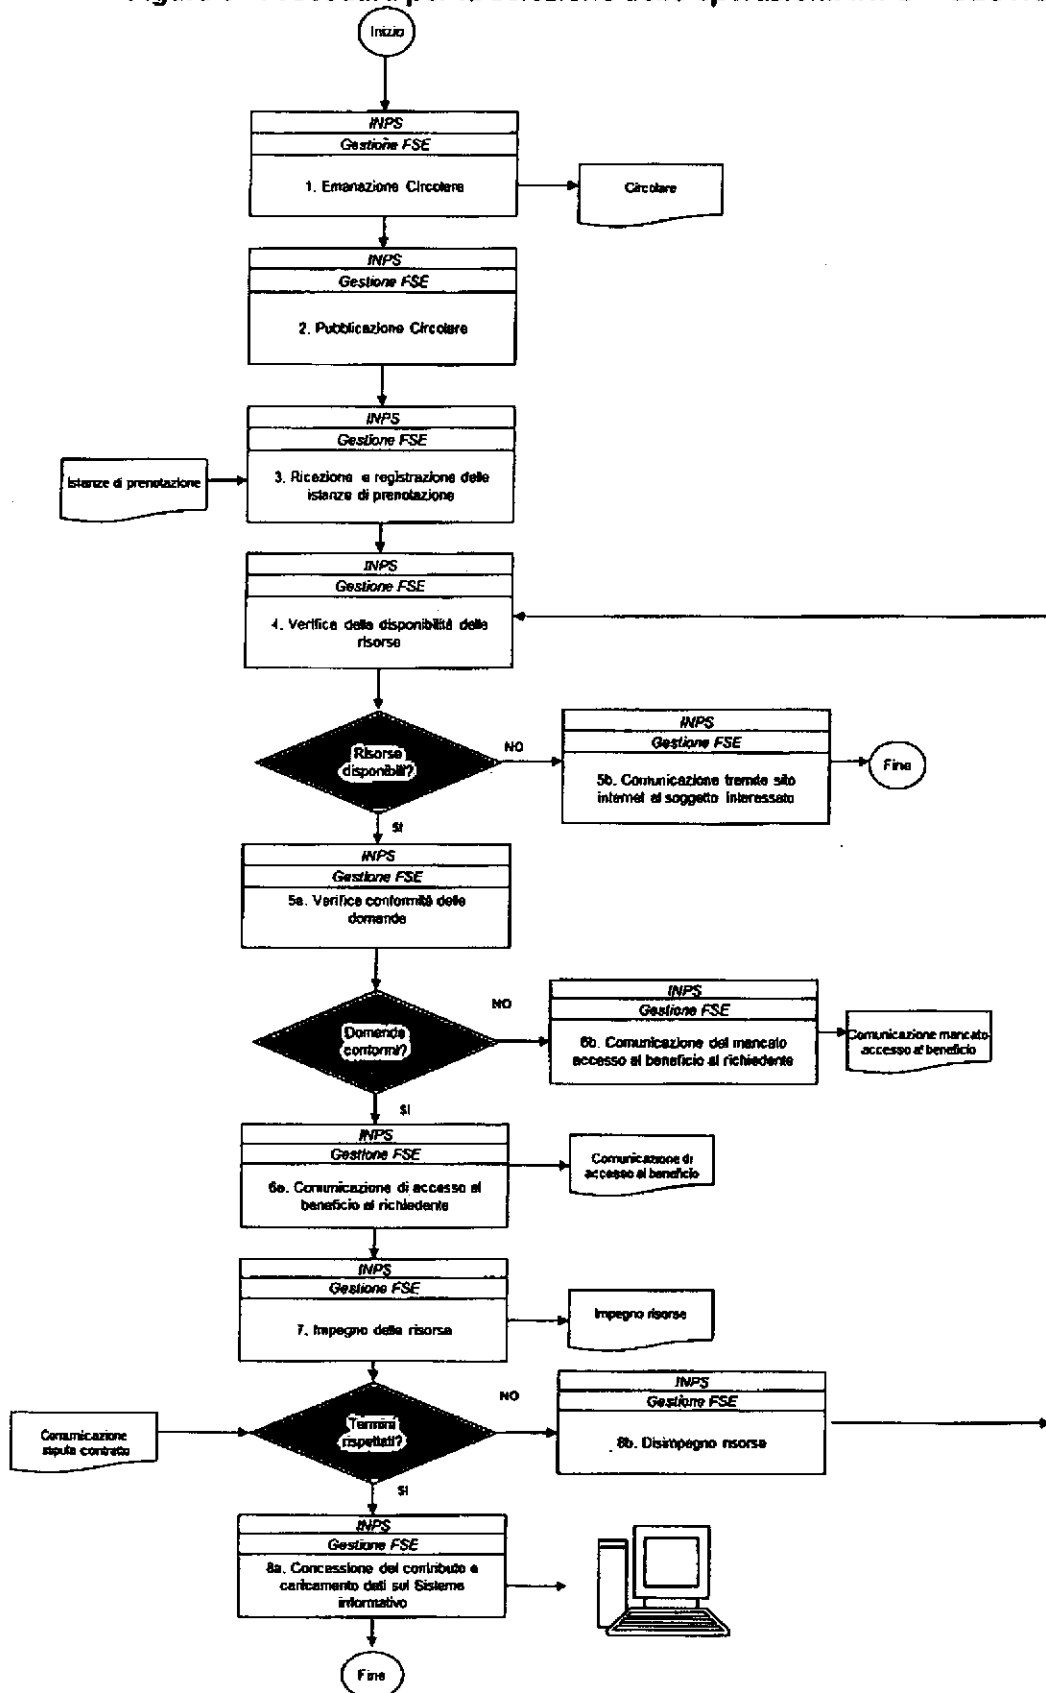 Inizio
INPS
Gestione FSE
1. Emanazione Circolare
Circolare
INPS
Gestione FSE
2. Pubblicazione Circolare
INPS
Gestione FSE
Istanze di prenotazione
3. Ricezione e registrazione delle
istanze di prenotazione
INPS
Gestione FSE
4. Verifica della disponibilità delle
risorse
Risorse
disponibili?
NO
INPS
Gestione FSE
5b. Comunicazione tramite sito
internet al soggetto interessato
Fine
SI
INPS
Gestione FSE
5a. Verifica conformità delle
domande
Domande
conformi?
NO
INPS
Gestione FSE
6b. Comunicazione del mancato
accesso al beneficio al richiedente
Comunicazione mancato
accesso al beneficio
SI
INPS
Gestione FSE
6a. Comunicazione di accesso al
beneficio al richiedente
Comunicazione di
accesso al beneficio
INPS
Gestione FSE
7. Impegno delle risorse
Impegno risorse
Comunicazione
stipula contratto
Termini
rispettati?
NO
INPS
Gestione FSE
8b. Disimpegno risorse
SI
INPS
Gestione FSE
8a. Concessione del contributo e
caricamento dati sul Sistema
informativo
Fine